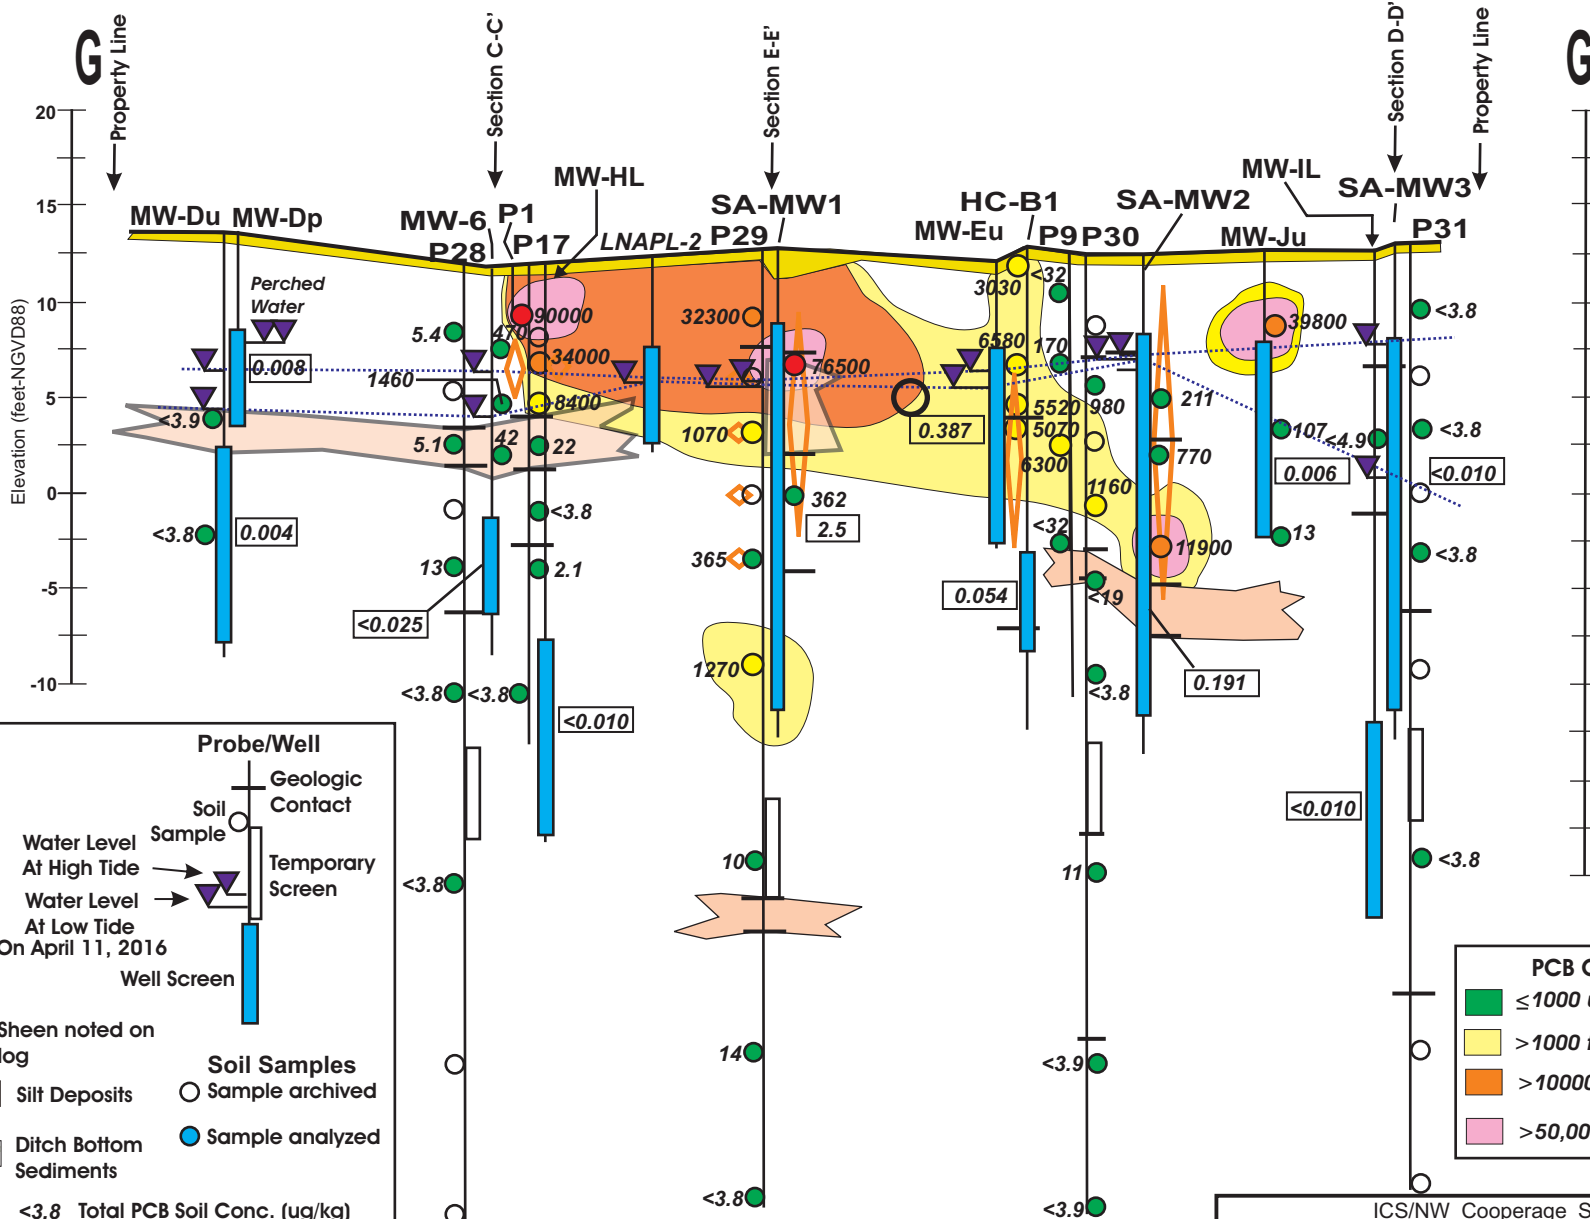 G
G
Property Line
Section C-C'
Section E-E'
Section D-D'
Property Line
Elevation (feet-NGVD88)
20
15
10
5
0
-5
-10
MW-Du
MW-Dp
MW-6
P1
MW-HL
P28
P17
LNAPL-2
SA-MW1
P29
HC-B1
MW-Eu
P9
P30
SA-MW2
MW-IL
MW-Ju
SA-MW3
P31
Perched
Water
0.008
<3.9
<3.8
0.004
5.4
470
90000
34000
1460
8400
5.1
42
22
<3.8
13
2.1
<0.025
<3.8
<3.8
<0.010
<3.8
32300
76500
1070
362
2.5
365
1270
10
14
<3.8
0.387
3030
<32
6580
170
5520
980
5070
6300
1160
<32
0.054
<19
<3.8
11
<3.9
<3.9
211
770
11900
0.191
39800
107
<4.9
0.006
13
<0.010
<3.8
<3.8
<0.010
<3.8
<3.8
Probe/Well
Geologic
Contact
Soil
Sample
Water Level
At High Tide
Temporary
Screen
Water Level
At Low Tide
On April 11, 2016
Well Screen
Sheen noted on
log
Silt Deposits
Ditch Bottom
Sediments
Soil Samples
Sample archived
Sample analyzed
<3.8 Total PCB Soil Conc. (ug/kg)
PCB C
≤1000
>1000
>10000
>50,00
ICS/NW Cooperage S